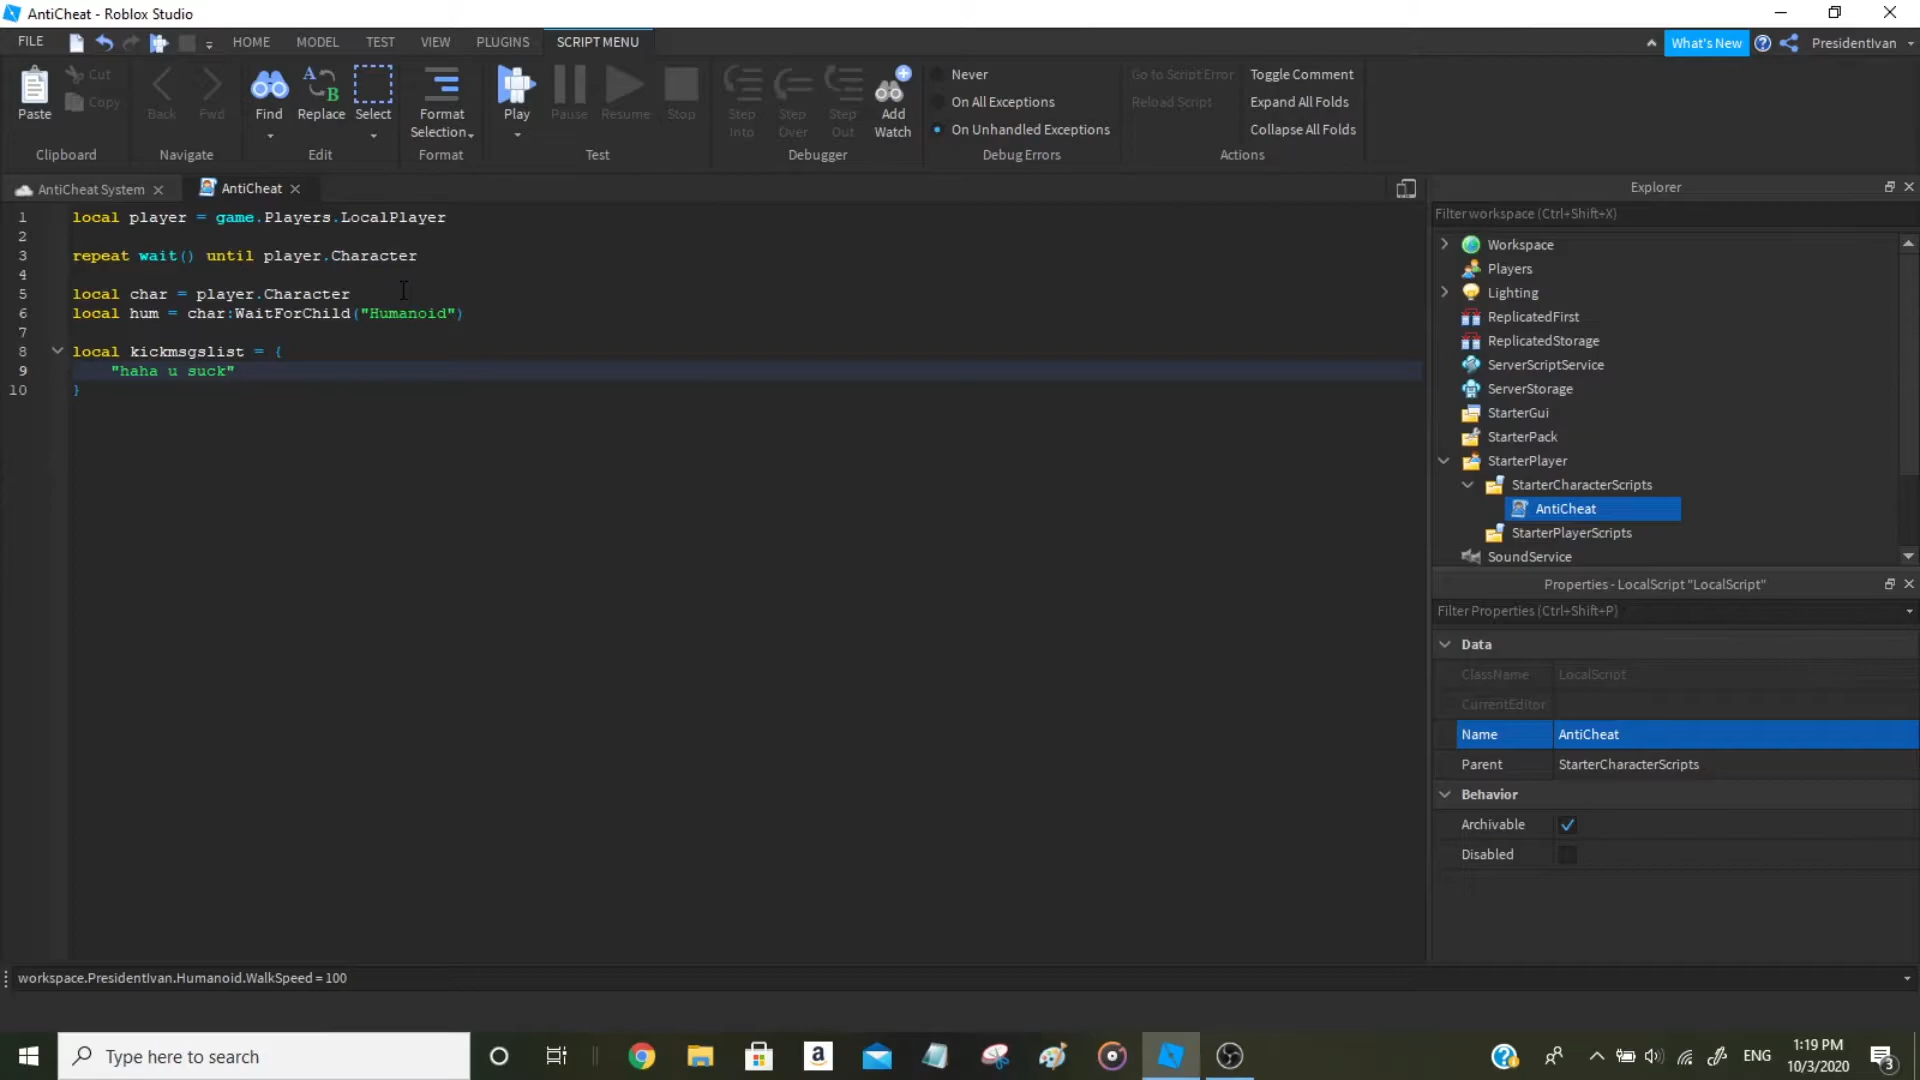 AntiCheat - Roblox Studio
FILE HOME MODEL TEST VIEW PLUGINS SCRIPT MENU What's New PresidentIvan
Paste Cut Copy
Back Fwd
Find Replace Select
Format Selection
Play Pause Resume Stop
Step Into Step Over Step Out Add Watch
Never
On All Exceptions
On Unhandled Exceptions
Go to Script Error
Reload Script
Toggle Comment
Expand All Folds
Collapse All Folds
Clipboard Navigate Edit Format Test Debugger Debug Errors Actions
AntiCheat System AntiCheat
1 local player = game.Players.LocalPlayer
2
3 repeat wait() until player.Character
4
5 local char = player.Character
6 local hum = char:WaitForChild("Humanoid")
7
8 local kickmsgslist = {
9 "haha u suck"
10 }
Explorer
Filter workspace (Ctrl+Shift+X)
Workspace
Players
Lighting
ReplicatedFirst
ReplicatedStorage
ServerScriptService
ServerStorage
StarterGui
StarterPack
StarterPlayer
StarterCharacterScripts
AntiCheat
StarterPlayerScripts
SoundService
Properties - LocalScript "LocalScript"
Filter Properties (Ctrl+Shift+P)
Data
ClassName LocalScript
CurrentEditor
Name AntiCheat
Parent StarterCharacterScripts
Behavior
Archivable
Disabled
workspace.PresidentIvan.Humanoid.WalkSpeed = 100
Type here to search
ENG
1:19 PM
10/3/2020
3